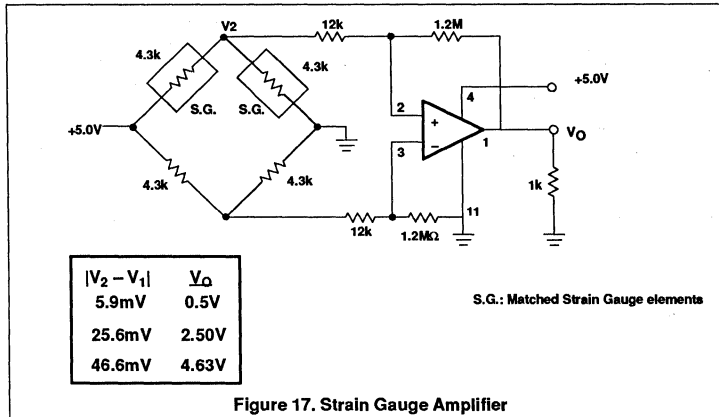 V2
12k
1.2M
4.3k
4.3k
+5.0V
4
S.G.
S.G.
2
+
+5.0V
3
–
1
VO
4.3k
4.3k
1k
11
12k
1.2MΩ
|V2 – V1| VO
5.9mV 0.5V
25.6mV 2.50V
46.6mV 4.63V
S.G.: Matched Strain Gauge elements
Figure 17. Strain Gauge Amplifier